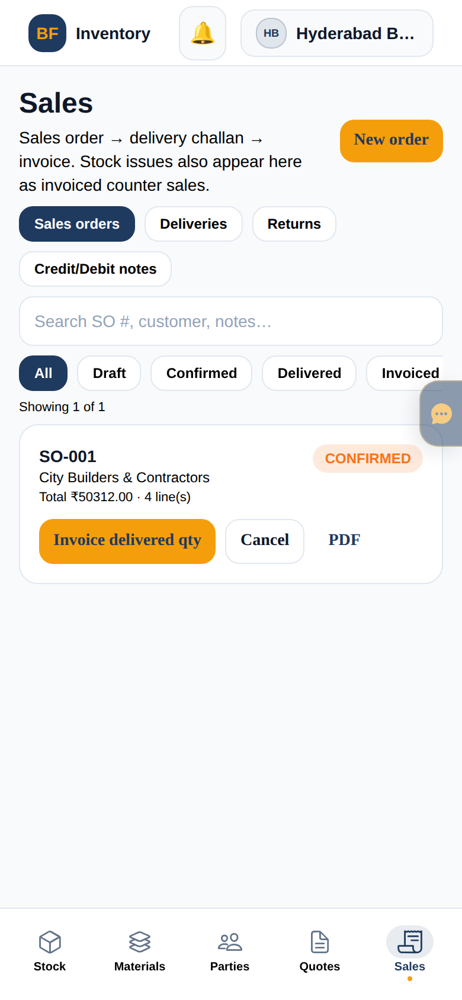 BF Inventory 🔔 HB Hyderabad B…
Sales
Sales order → delivery challan →
invoice. Stock issues also appear here
as invoiced counter sales.
New order
Sales orders Deliveries Returns
Credit/Debit notes
Search SO #, customer, notes…
All Draft Confirmed Delivered Invoiced
Showing 1 of 1
SO-001 CONFIRMED
City Builders & Contractors
Total ₹50312.00 · 4 line(s)
Invoice delivered qty Cancel PDF
Stock Materials Parties Quotes Sales